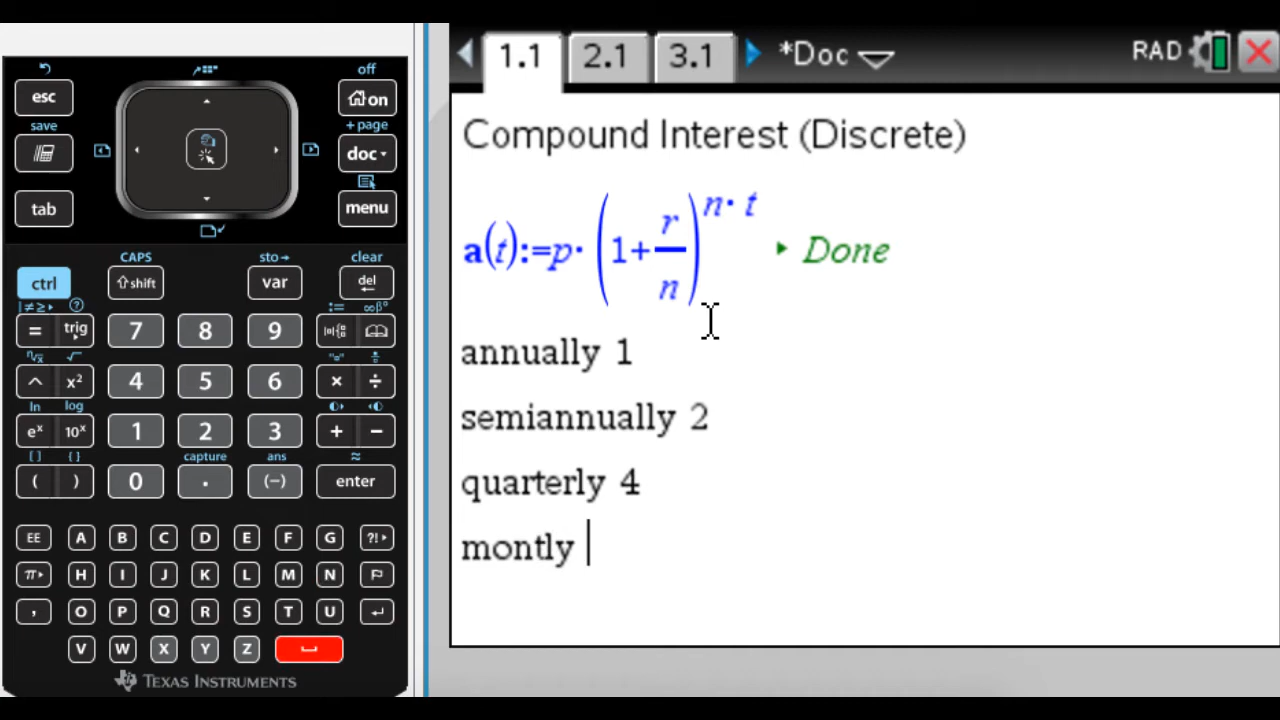 off
esc
on
save
+ page
doc
tab
menu
CAPS
sto→
clear
ctrl
⇧shift
var
del
|≠≥▸
:=
∞β°
=
trig
7
8
9
ⁿ√x
√
^
x²
4
5
6
"□"
×
÷
ln
log
eˣ
10ˣ
1
2
3
+
−
[ ]
{ }
capture
ans
≈
(
)
0
.
(−)
enter
EE A B C D E F G ?!▸
π▸ H I J K L M N
, O P Q R S T U ↵
V W X Y Z
TEXAS INSTRUMENTS
1.1 2.1 3.1 *Doc RAD
Compound Interest (Discrete)
a(t):=p·(1+r/n)^(n·t) ▸ Done
annually 1
semiannually 2
quarterly 4
montly